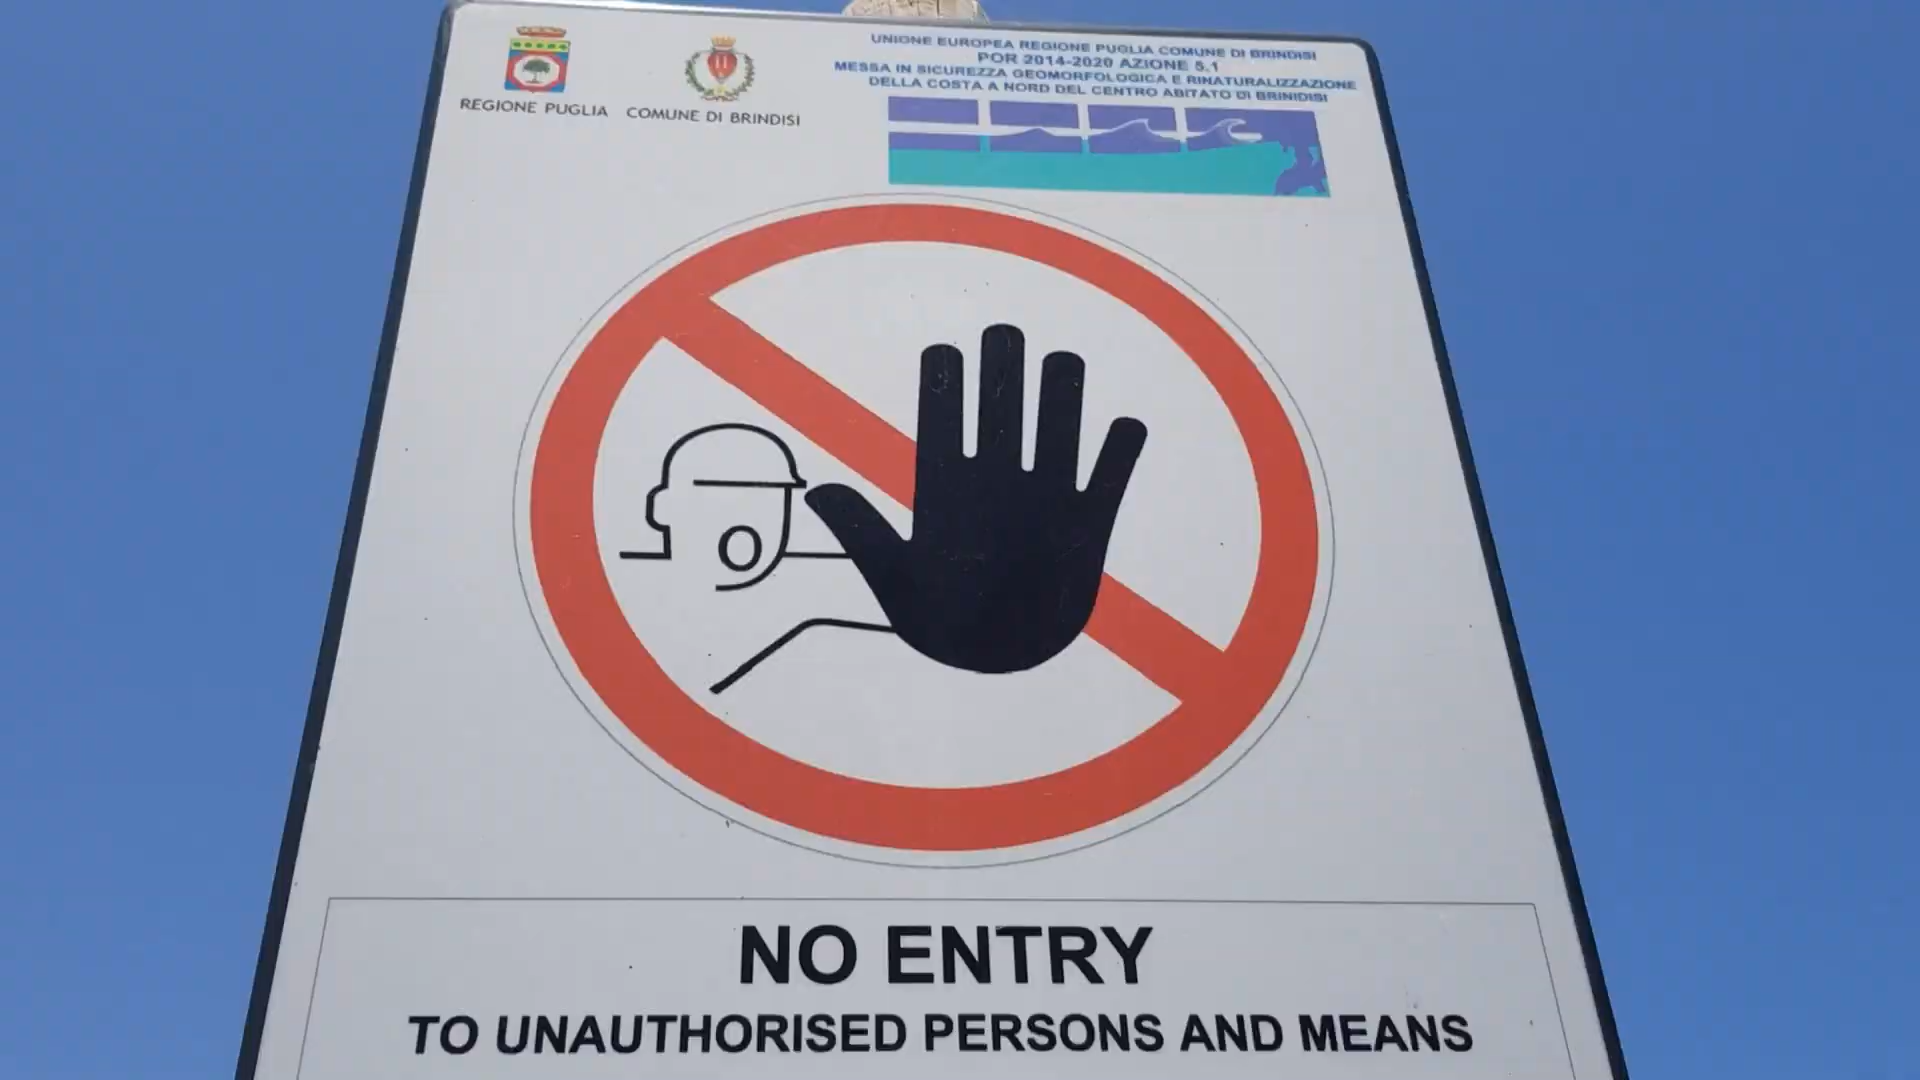 REGIONE PUGLIA
COMUNE DI BRINDISI
UNIONE EUROPEA REGIONE PUGLIA COMUNE DI BRINDISI
POR 2014-2020 AZIONE 5.1
MESSA IN SICUREZZA GEOMORFOLOGICA E RINATURALIZZAZIONE
DELLA COSTA A NORD DEL CENTRO ABITATO DI BRINIDISI
NO ENTRY
TO UNAUTHORISED PERSONS AND MEANS